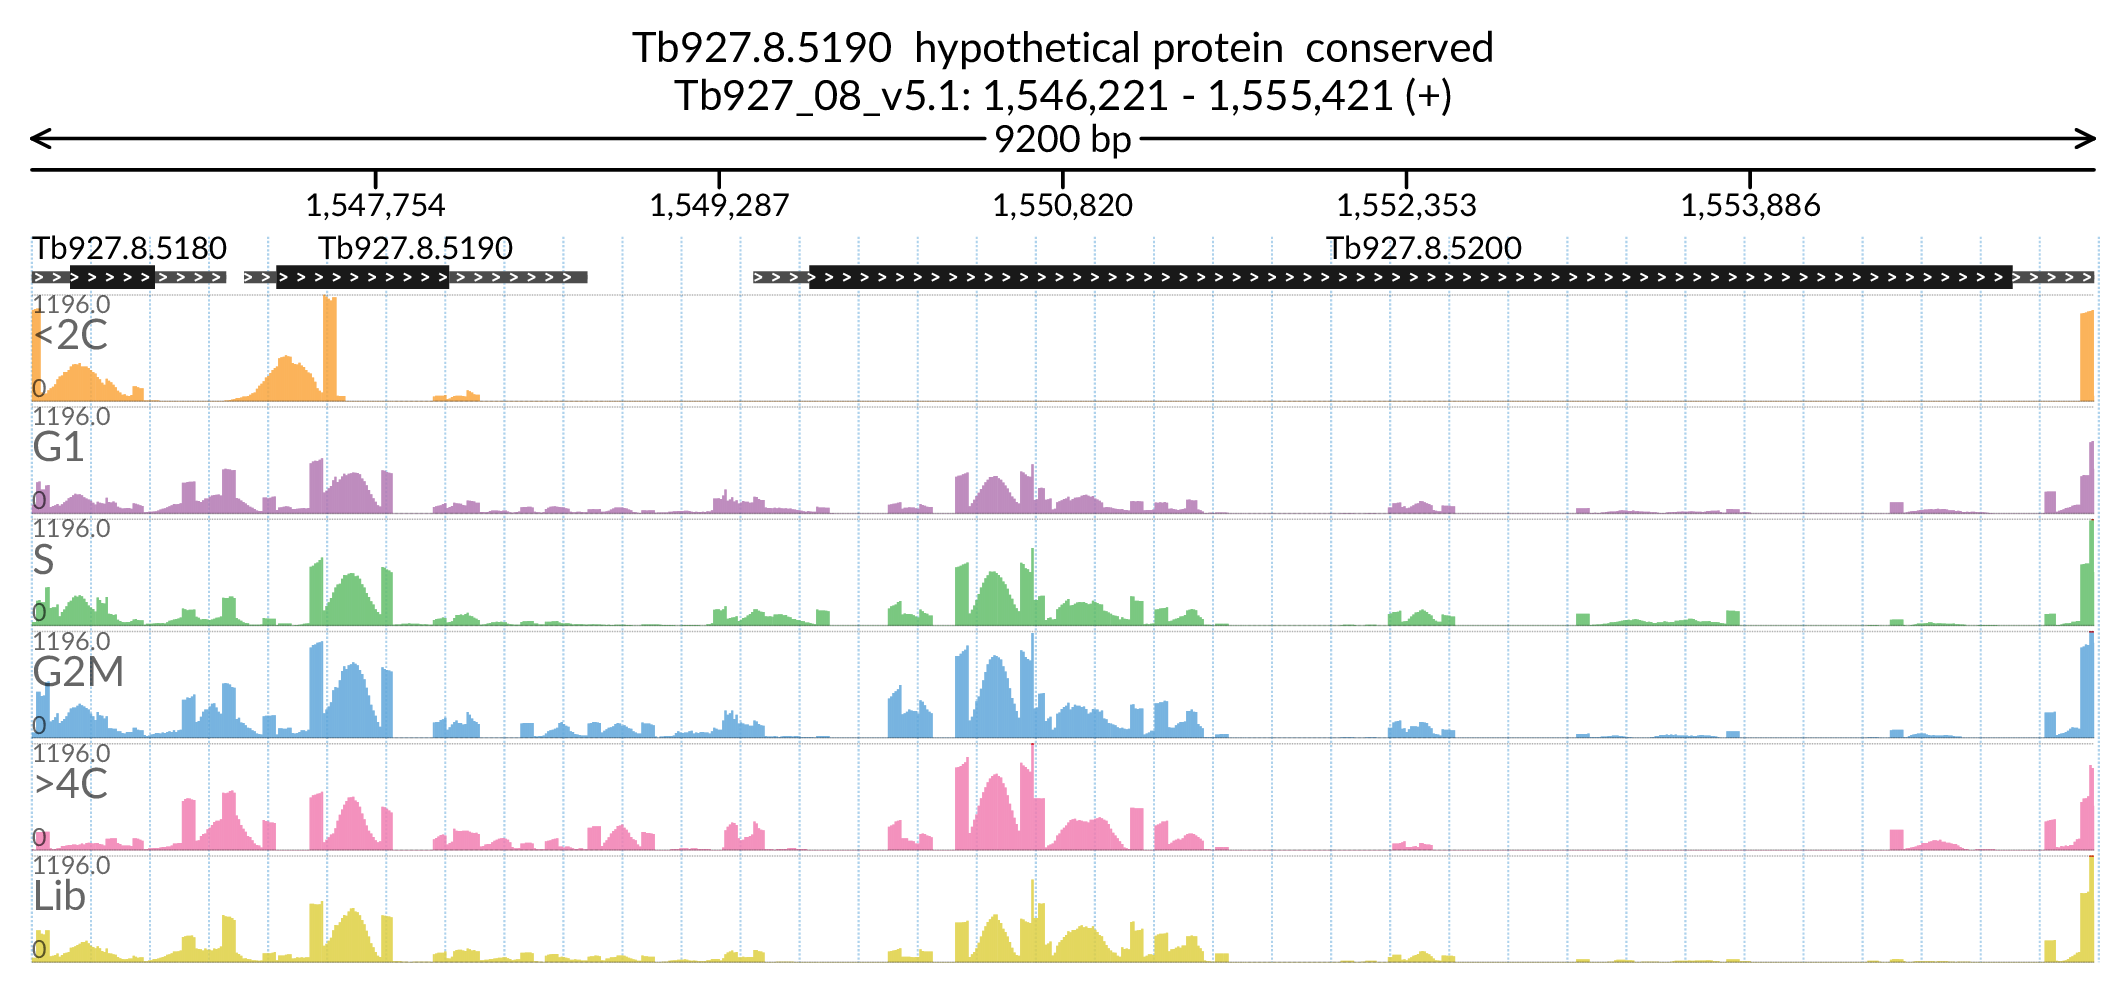 Tb927.8.5190  hypothetical protein  conserved
Tb927_08_v5.1: 1,546,221 - 1,555,421 (+)
9200 bp
1,547,754 1,549,287 1,550,820 1,552,353 1,553,886
Tb927.8.5180 Tb927.8.5190 Tb927.8.5200
1196.0
<2C
0
1196.0
G1
0
1196.0
S
0
1196.0
G2M
0
1196.0
>4C
0
1196.0
Lib
0